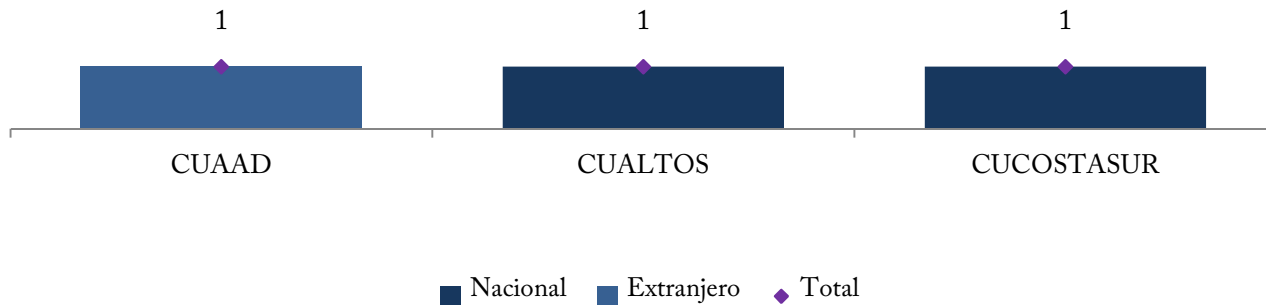 1 1 1
CUAAD CUALTOS CUCOSTASUR
Nacional Extranjero Total